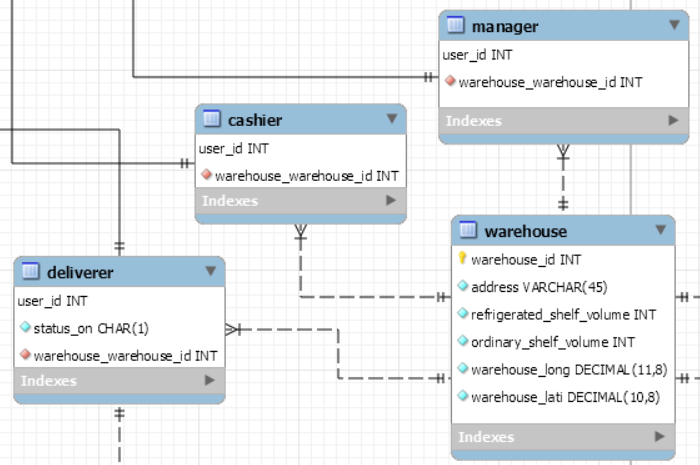 manager
user_id INT
warehouse_warehouse_id INT
Indexes
cashier
user_id INT
warehouse_warehouse_id INT
Indexes
warehouse
warehouse_id INT
address VARCHAR(45)
refrigerated_shelf_volume INT
ordinary_shelf_volume INT
warehouse_long DECIMAL(11,8)
warehouse_lati DECIMAL(10,8)
Indexes
deliverer
user_id INT
status_on CHAR(1)
warehouse_warehouse_id INT
Indexes